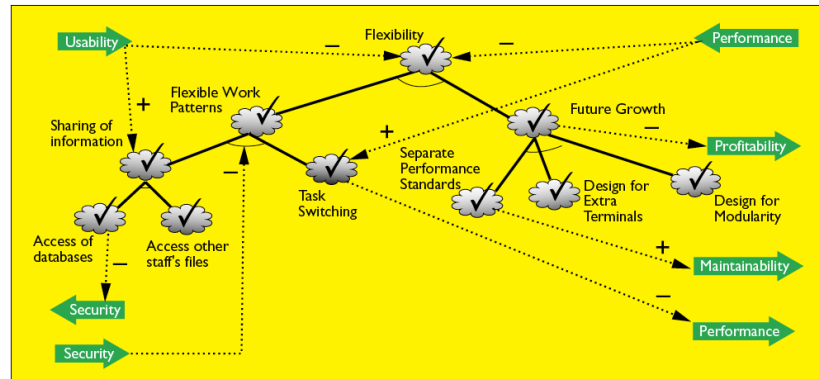 Usability
–
Flexibility
–
Performance
+
Flexible Work
Patterns
Future Growth
Sharing of
information
+
–
Profitability
–
Separate
Performance
Standards
Task
Switching
Design for
Extra
Terminals
Design for
Modularity
Access of
databases
Access other
staff's files
–
+
Maintainability
–
Security
Performance
Security